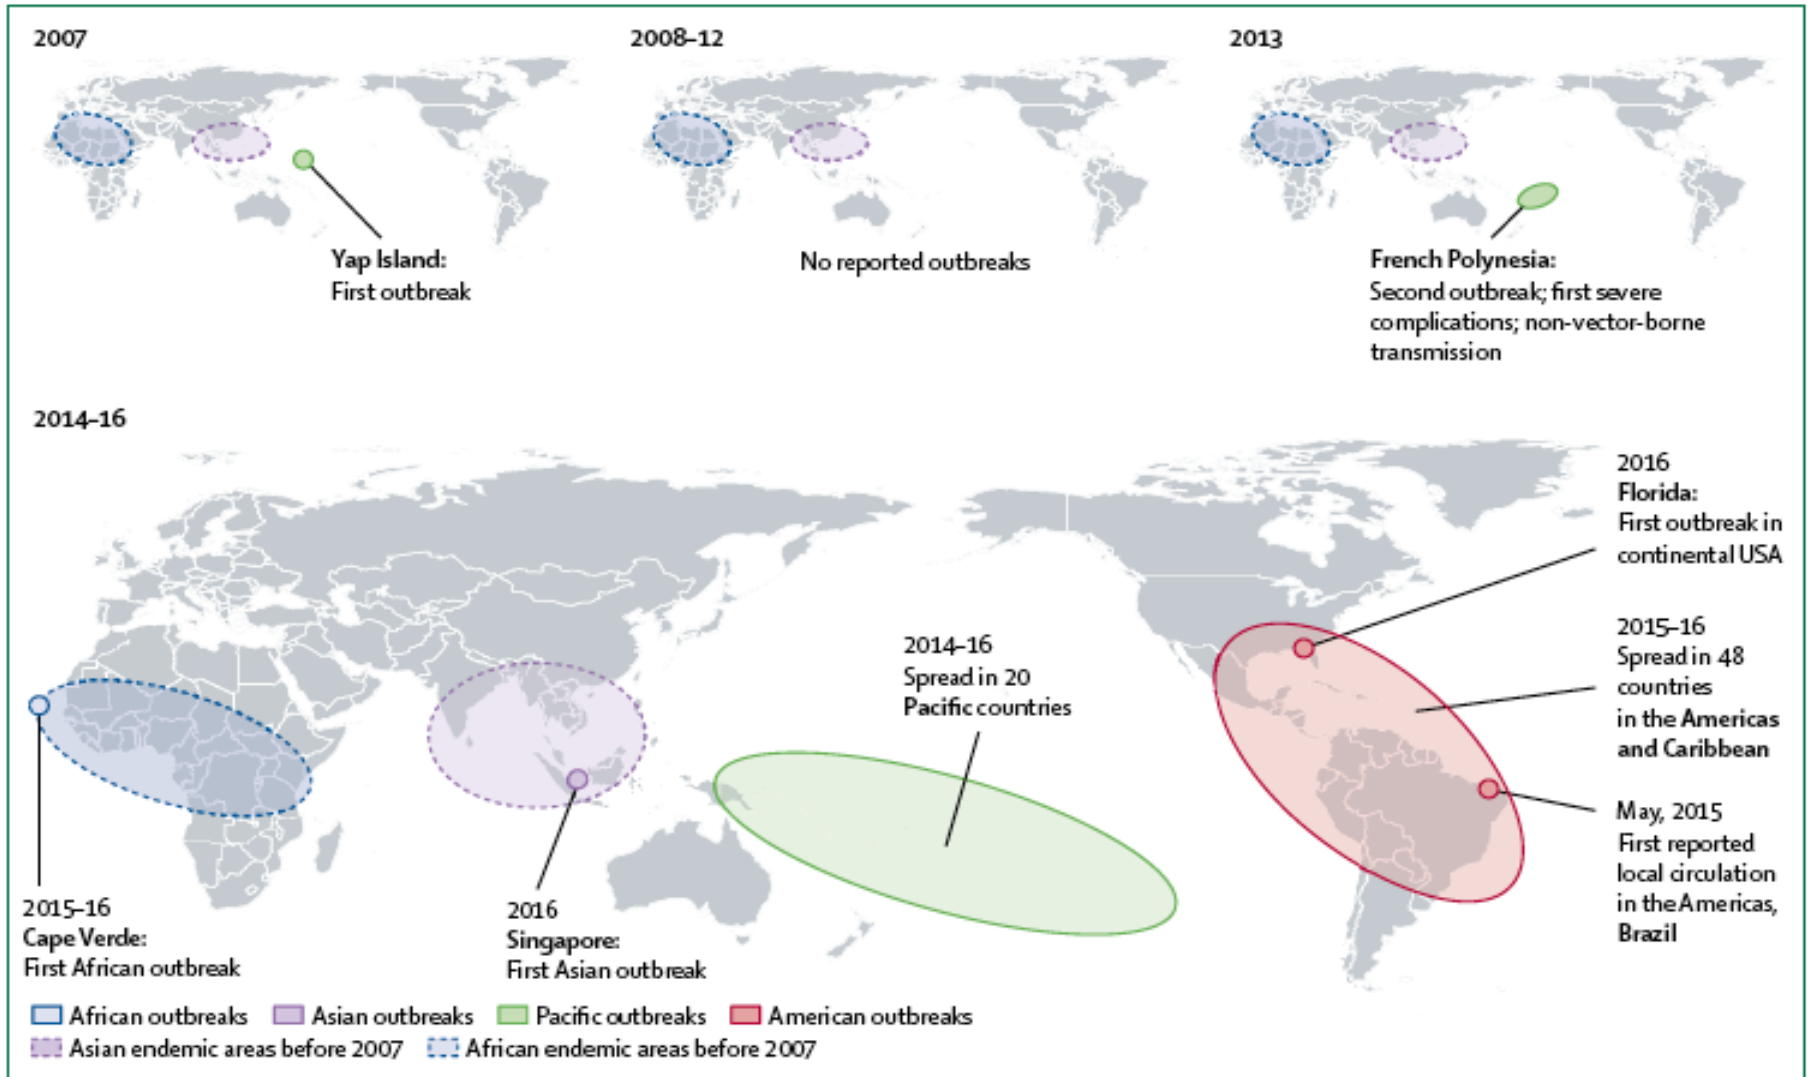 2007
2008–12
2013
Yap Island:
First outbreak
No reported outbreaks
French Polynesia:
Second outbreak; first severe
complications; non-vector-borne
transmission
2014–16
2016
Florida:
First outbreak in
continental USA
2014–16
Spread in 20
Pacific countries
2015–16
Spread in 48
countries
in the Americas
and Caribbean
May, 2015
First reported
local circulation
in the Americas,
Brazil
2015–16
Cape Verde:
First African outbreak
2016
Singapore:
First Asian outbreak
African outbreaks
Asian outbreaks
Pacific outbreaks
American outbreaks
Asian endemic areas before 2007
African endemic areas before 2007